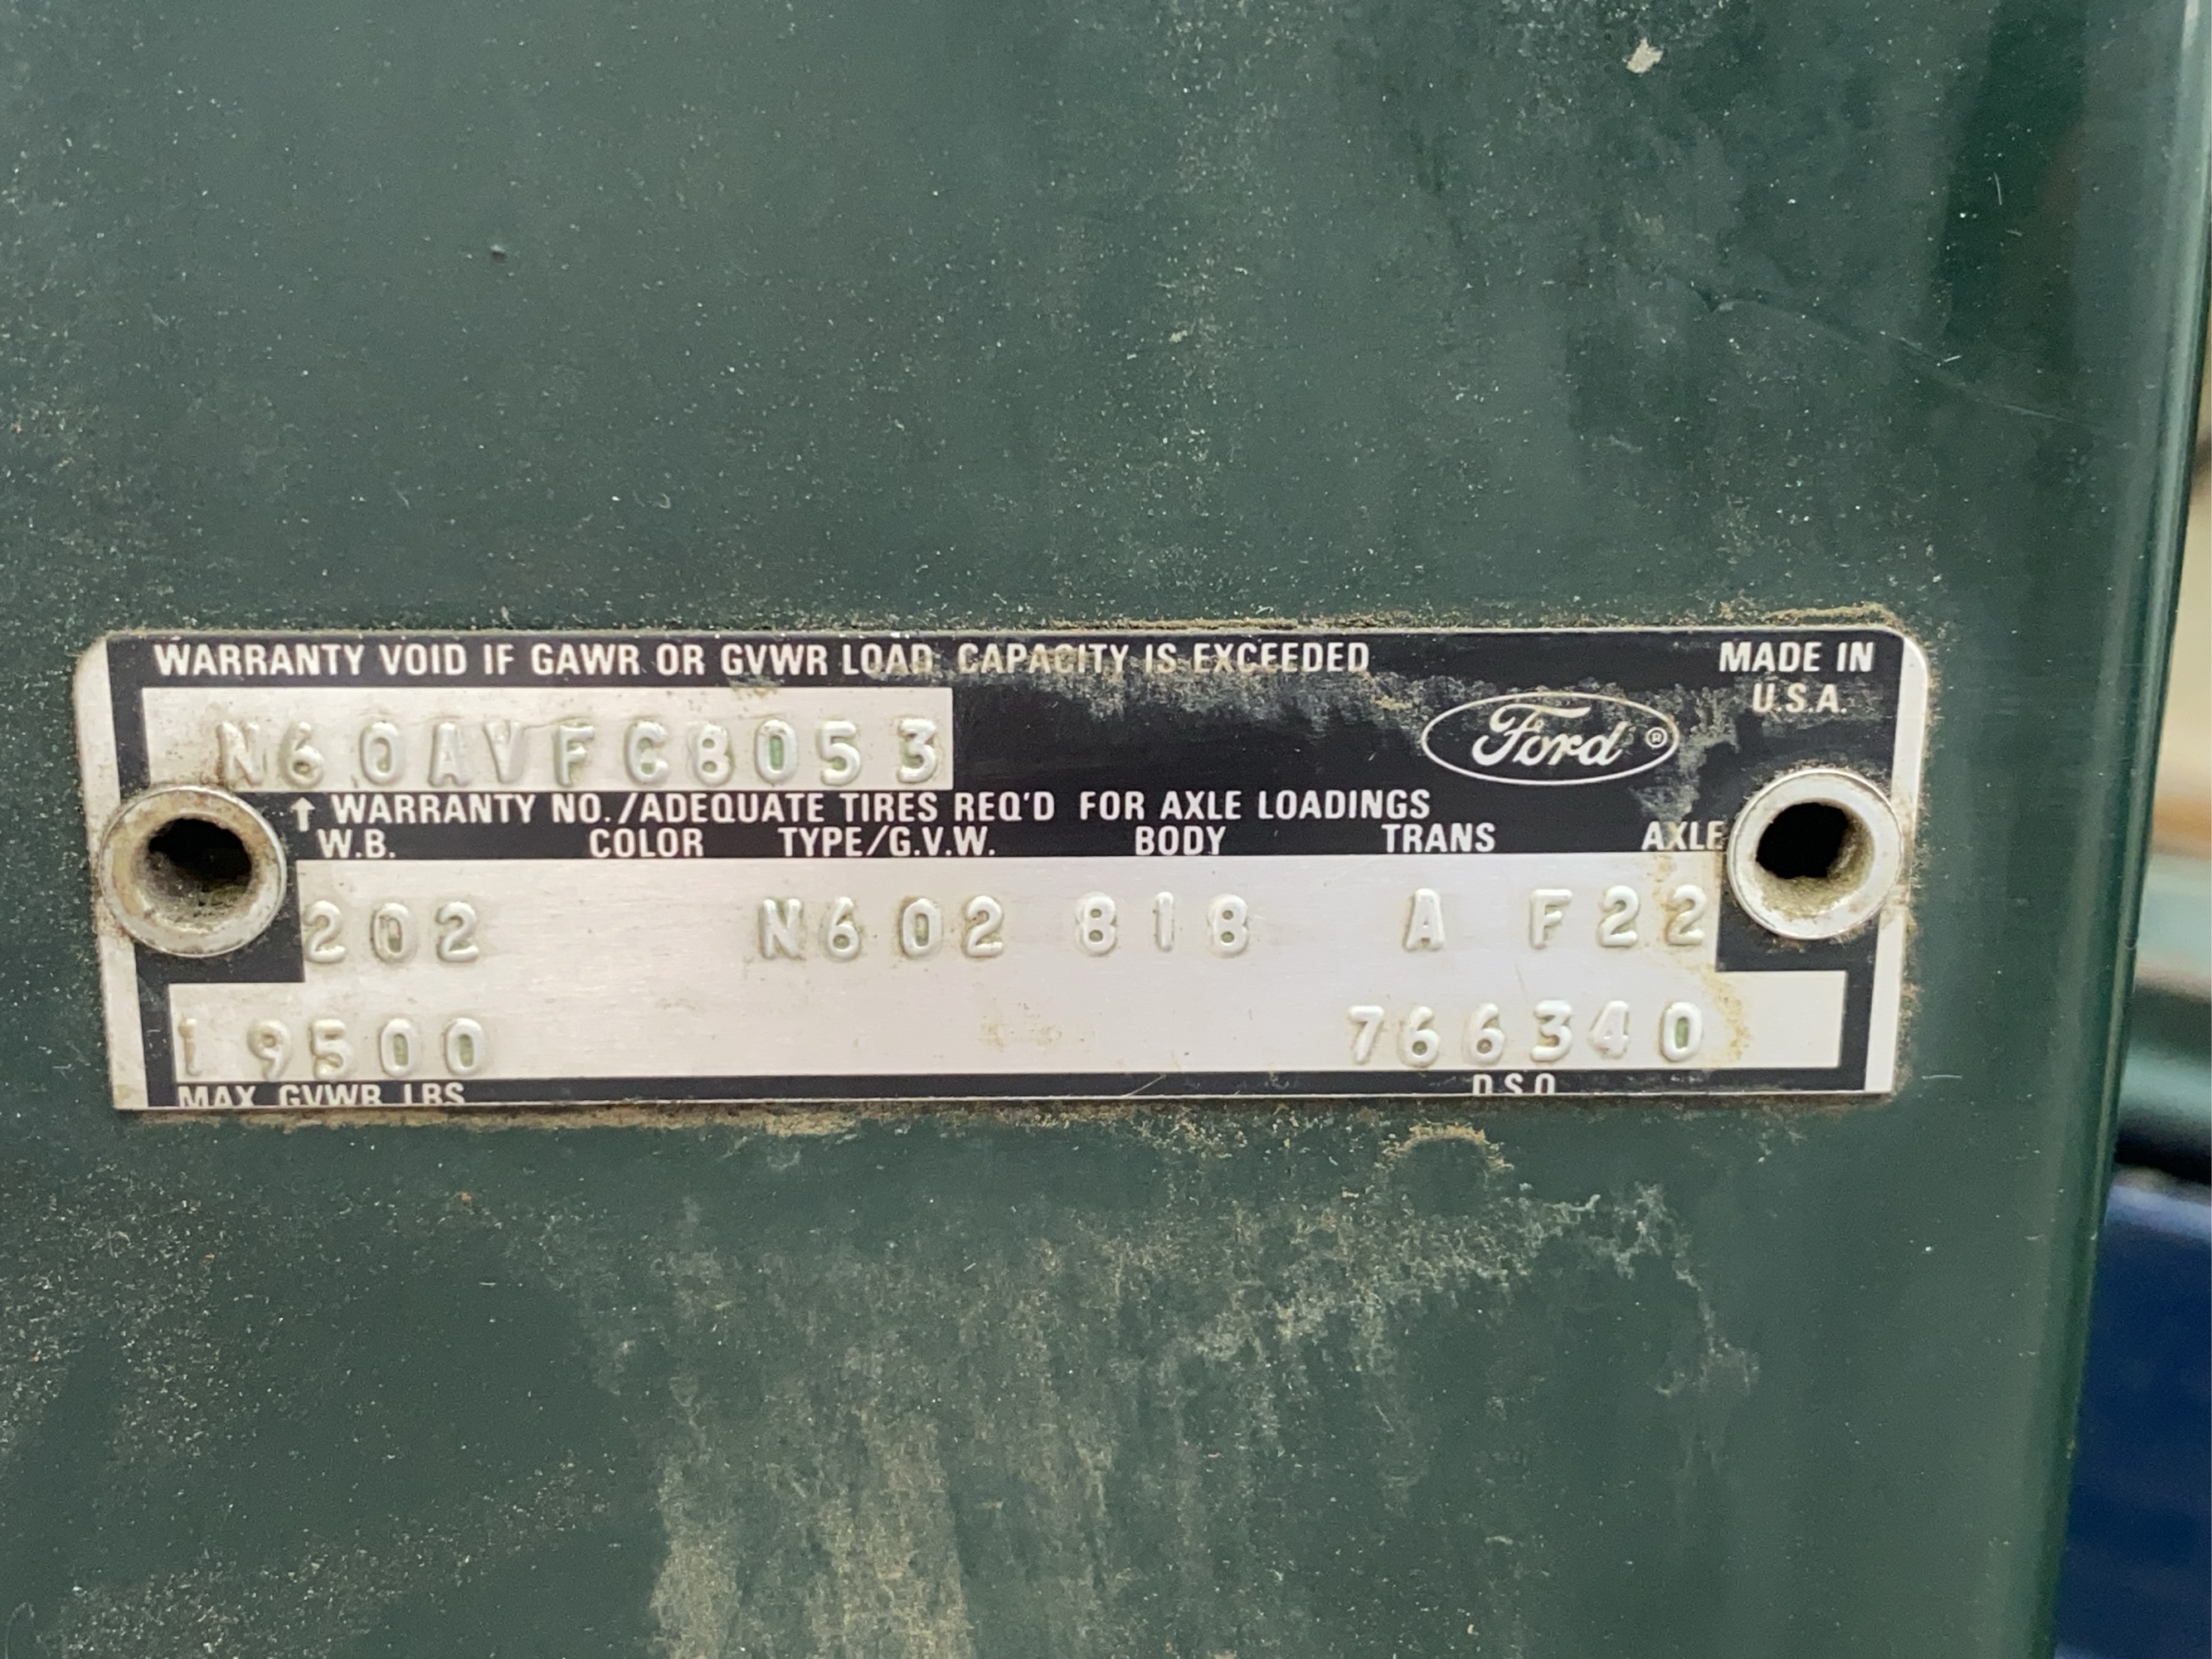 WARRANTY VOID IF GAWR OR GVWR LOAD CAPACITY IS EXCEEDED
MADE IN
U.S.A.
N60AVFC8053
Ford ®
↑ WARRANTY NO./ADEQUATE TIRES REQ'D FOR AXLE LOADINGS
W.B. COLOR TYPE/G.V.W. BODY TRANS AXLE
202 N602 818 A F22
19500 766340
MAX GVWR LBS D S O